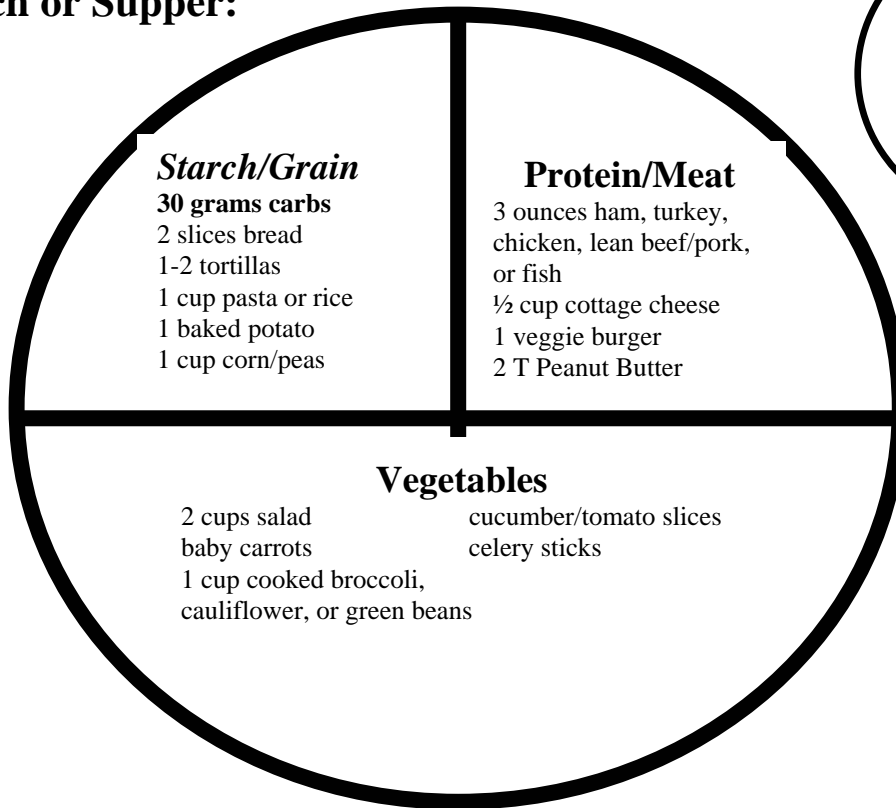 or Supper:
Starch/Grain
30 grams carbs
2 slices bread
1-2 tortillas
1 cup pasta or rice
1 baked potato
1 cup corn/peas
Protein/Meat
3 ounces ham, turkey,
chicken, lean beef/pork,
or fish
½ cup cottage cheese
1 veggie burger
2 T Peanut Butter
Vegetables
2 cups salad
baby carrots
1 cup cooked broccoli,
cauliflower, or green beans
cucumber/tomato slices
celery sticks